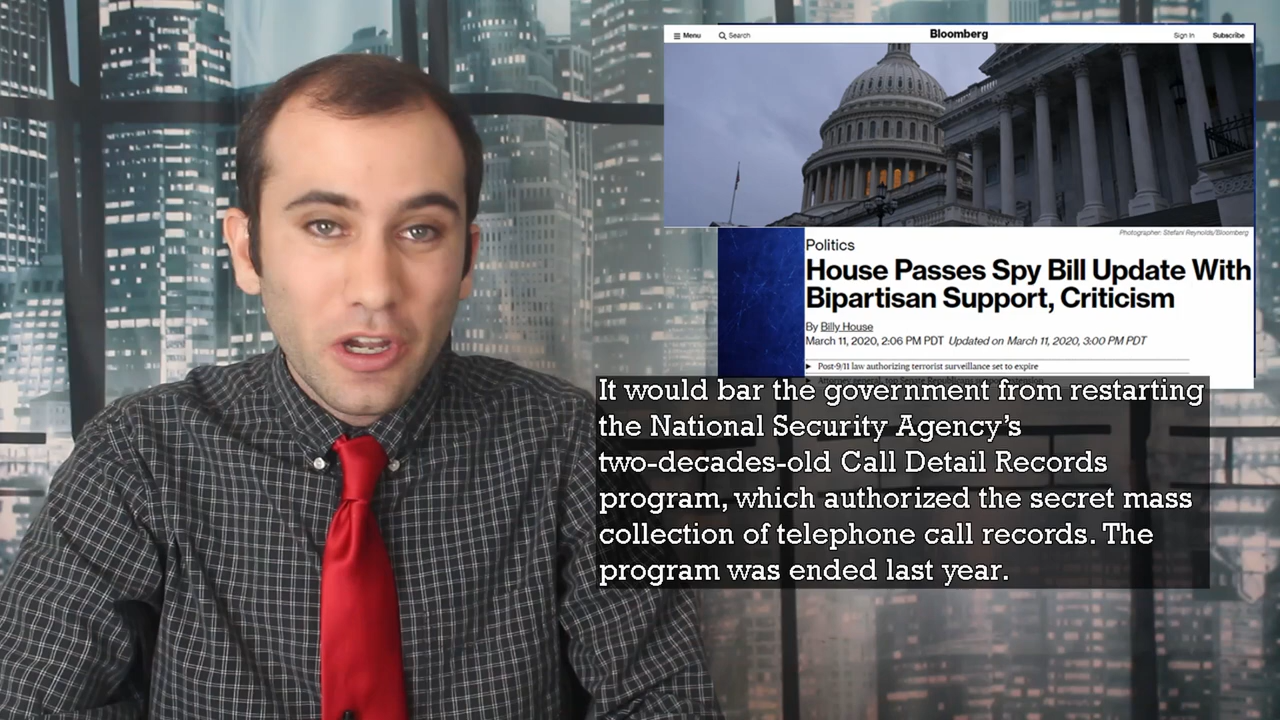 Menu Search Bloomberg Sign In Subscribe
Photographer: Stefani Reynolds/Bloomberg
Politics
House Passes Spy Bill Update With
Bipartisan Support, Criticism
By Billy House
March 11, 2020, 2:06 PM PDT Updated on March 11, 2020, 3:00 PM PDT
Post-9/11 law authorizing terrorist surveillance set to expire
It would bar the government from restarting
the National Security Agency’s
two-decades-old Call Detail Records
program, which authorized the secret mass
collection of telephone call records. The
program was ended last year.